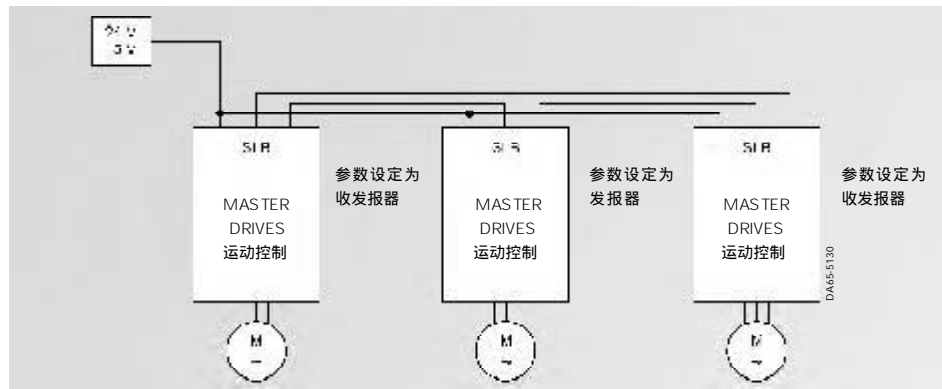 SLB
参数设定为
收发报器
MASTER
DRIVES
运动控制
M
SLB
参数设定为
发报器
MASTER
DRIVES
运动控制
M
SLB
参数设定为
收发报器
MASTER
DRIVES
运动控制
M
DA65-5130